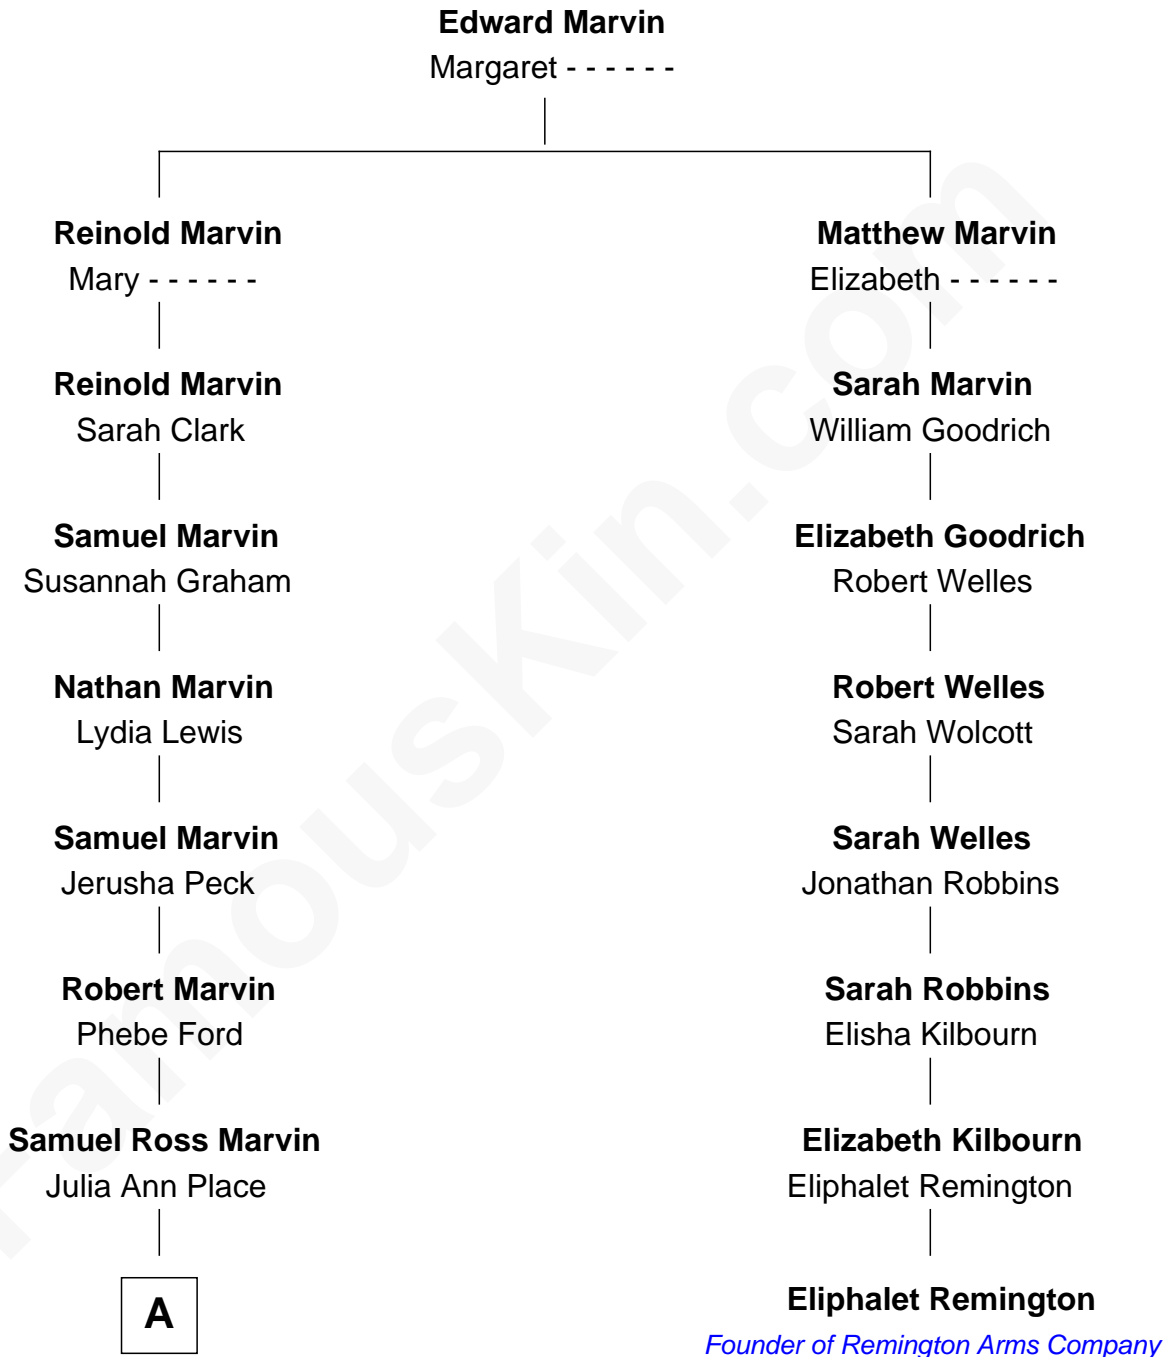 Edward Marvin
Margaret - - - - - -
Reinold Marvin
Mary - - - - - -
Reinold Marvin
Sarah Clark
Samuel Marvin
Susannah Graham
Nathan Marvin
Lydia Lewis
Samuel Marvin
Jerusha Peck
Robert Marvin
Phebe Ford
Samuel Ross Marvin
Julia Ann Place
A
Matthew Marvin
Elizabeth - - - - - -
Sarah Marvin
William Goodrich
Elizabeth Goodrich
Robert Welles
Robert Welles
Sarah Wolcott
Sarah Welles
Jonathan Robbins
Sarah Robbins
Elisha Kilbourn
Elizabeth Kilbourn
Eliphalet Remington
Eliphalet Remington
Founder of Remington Arms Company
FamousKin.com